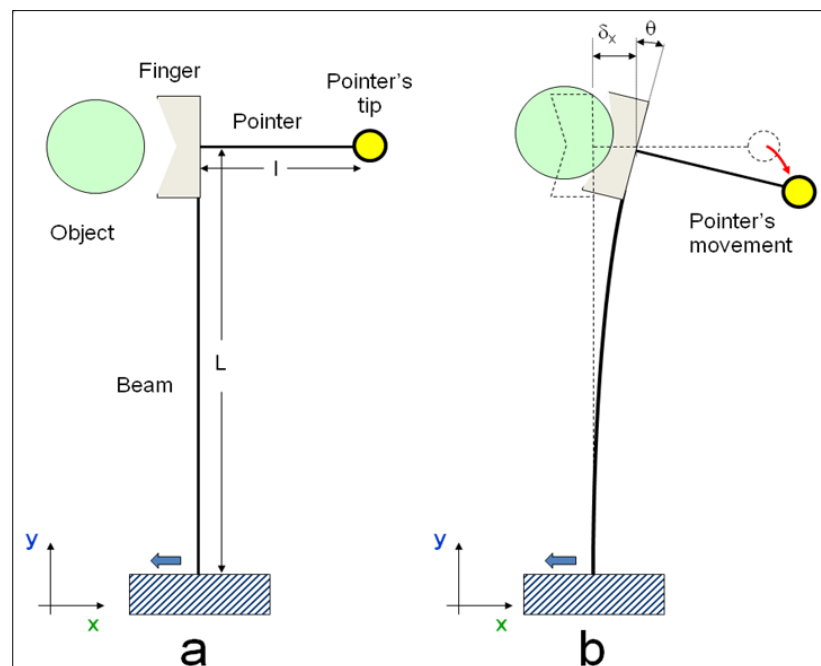 Finger
Pointer's
tip
Pointer
l
Object
L
Beam
y
x
a
δx
θ
Pointer's
movement
y
x
b